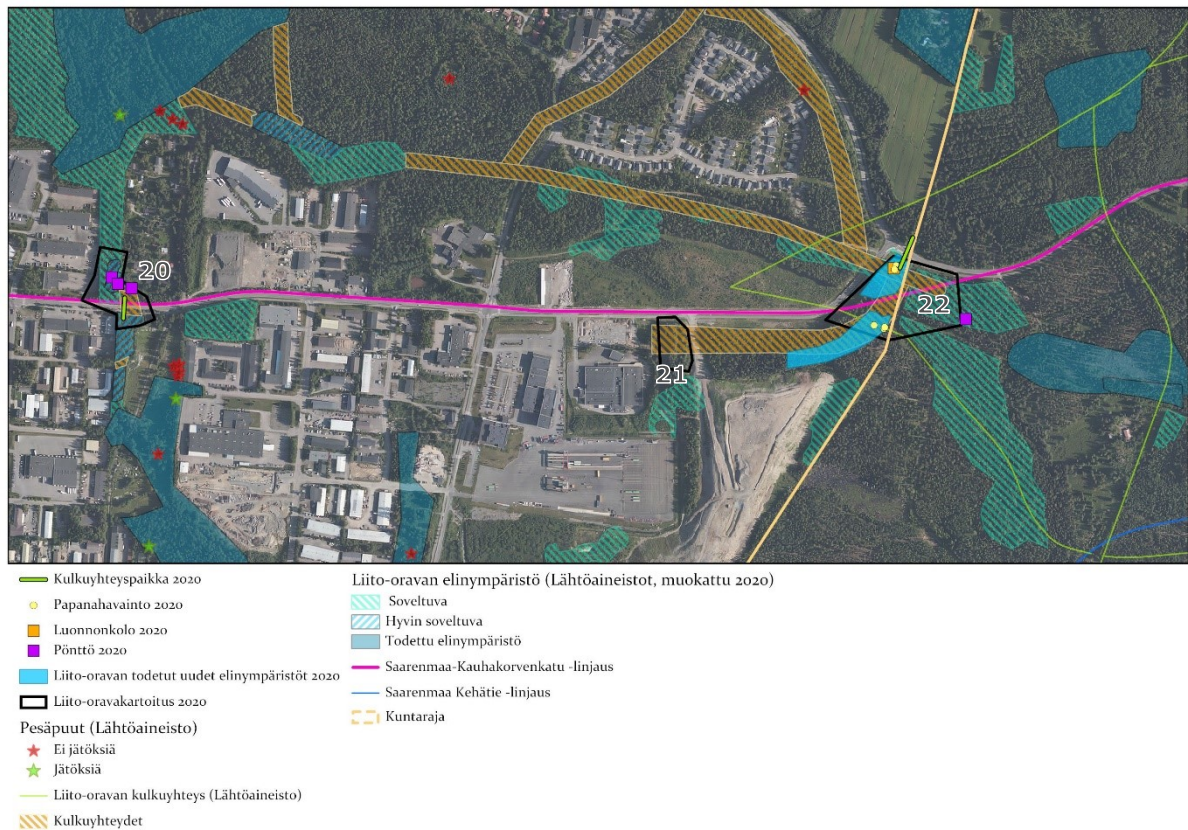 20
22
21
Kulkuyhteyspaikka 2020
Papanahavainto 2020
Luonnonkolo 2020
Pönttö 2020
Liito-oravan todetut uudet elinympäristöt 2020
Liito-oravakartoitus 2020
Pesäpuut (Lähtöaineisto)
Ei jätöksiä
Jätöksiä
Liito-oravan kulkuyhteys (Lähtöaineisto)
Kulkuyhteydet
Liito-oravan elinympäristö (Lähtöaineistot, muokattu 2020)
Soveltuva
Hyvin soveltuva
Todettu elinympäristö
Saarenmaa-Kauhakorvenkatu -linjaus
Saarenmaa Kehätie -linjaus
Kuntaraja